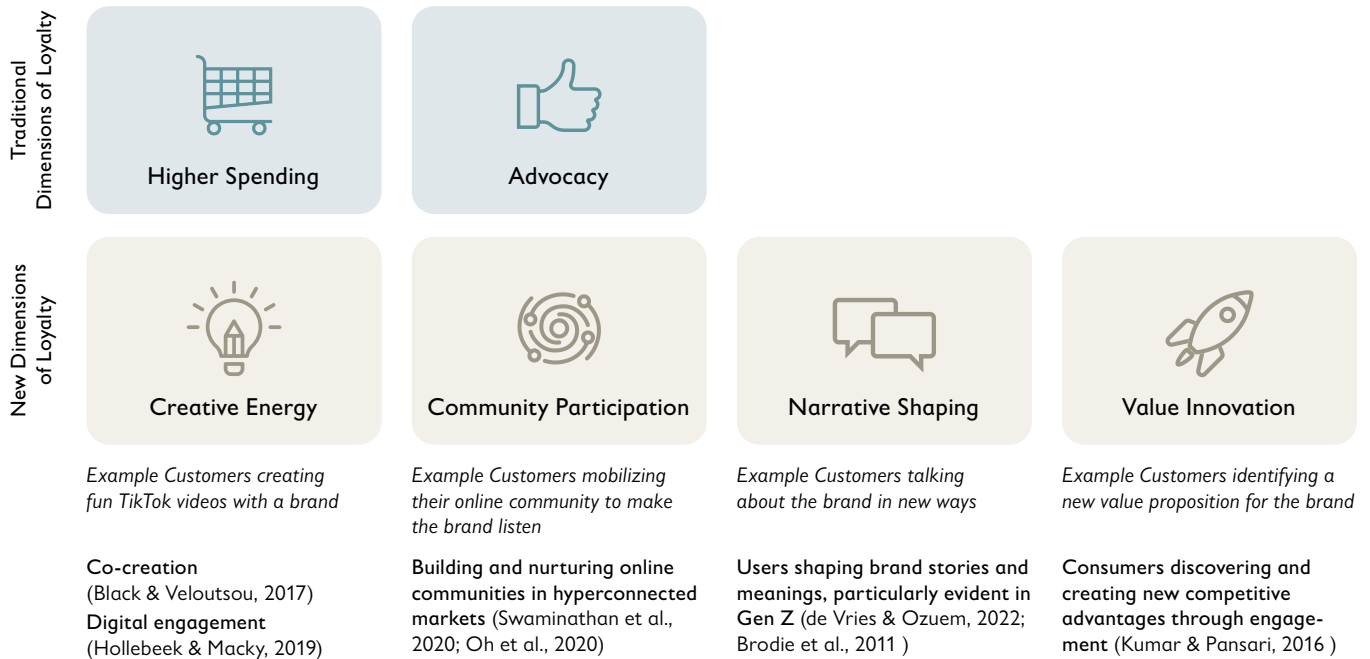 Traditional
Dimensions of Loyalty
Higher Spending
Advocacy
New Dimensions
of Loyalty
Creative Energy
Community Participation
Narrative Shaping
Value Innovation
Example Customers creating
fun TikTok videos with a brand
Example Customers mobilizing
their online community to make
the brand listen
Example Customers talking
about the brand in new ways
Example Customers identifying a
new value proposition for the brand
Co-creation
(Black & Veloutsou, 2017)
Digital engagement
(Hollebeek & Macky, 2019)
Building and nurturing online
communities in hyperconnected
markets (Swaminathan et al.,
2020; Oh et al., 2020)
Users shaping brand stories and
meanings, particularly evident in
Gen Z (de Vries & Ozuem, 2022;
Brodie et al., 2011 )
Consumers discovering and
creating new competitive
advantages through engage-
ment (Kumar & Pansari, 2016 )